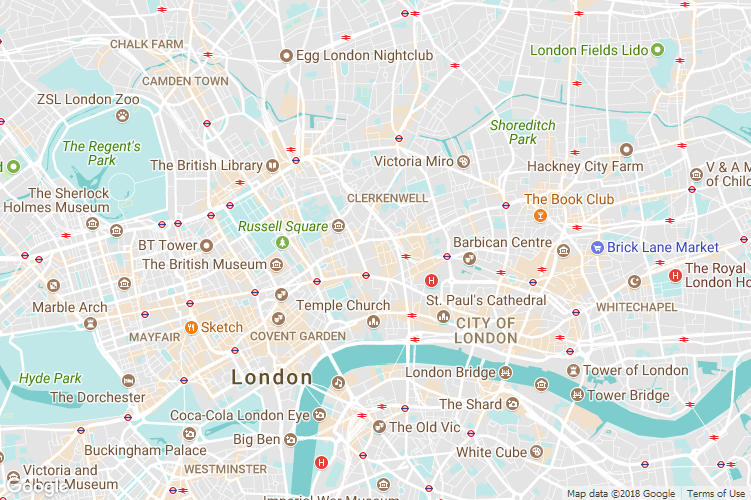 CHALK FARM
Egg London Nightclub
London Fields Lido
CAMDEN TOWN
ZSL London Zoo
Shoreditch
Park
The Regent's
Park
The British Library
Victoria Miro
Hackney City Farm
V & A M
of Chil
The Sherlock
Holmes Museum
CLERKENWELL
The Book Club
Russell Square
BT Tower
Barbican Centre
Brick Lane Market
The British Museum
The Royal
London Ho
Marble Arch
Temple Church
St. Paul's Cathedral
WHITECHAPEL
Sketch
MAYFAIR
COVENT GARDEN
CITY OF
LONDON
Hyde Park
London
London Bridge
Tower of London
The Dorchester
Tower Bridge
The Shard
Coca-Cola London Eye
The Old Vic
Big Ben
Buckingham Palace
White Cube
WESTMINSTER
Victoria and
Albert Museum
Google
Imperial War Museum
Map data ©2018 Google
Terms of Use